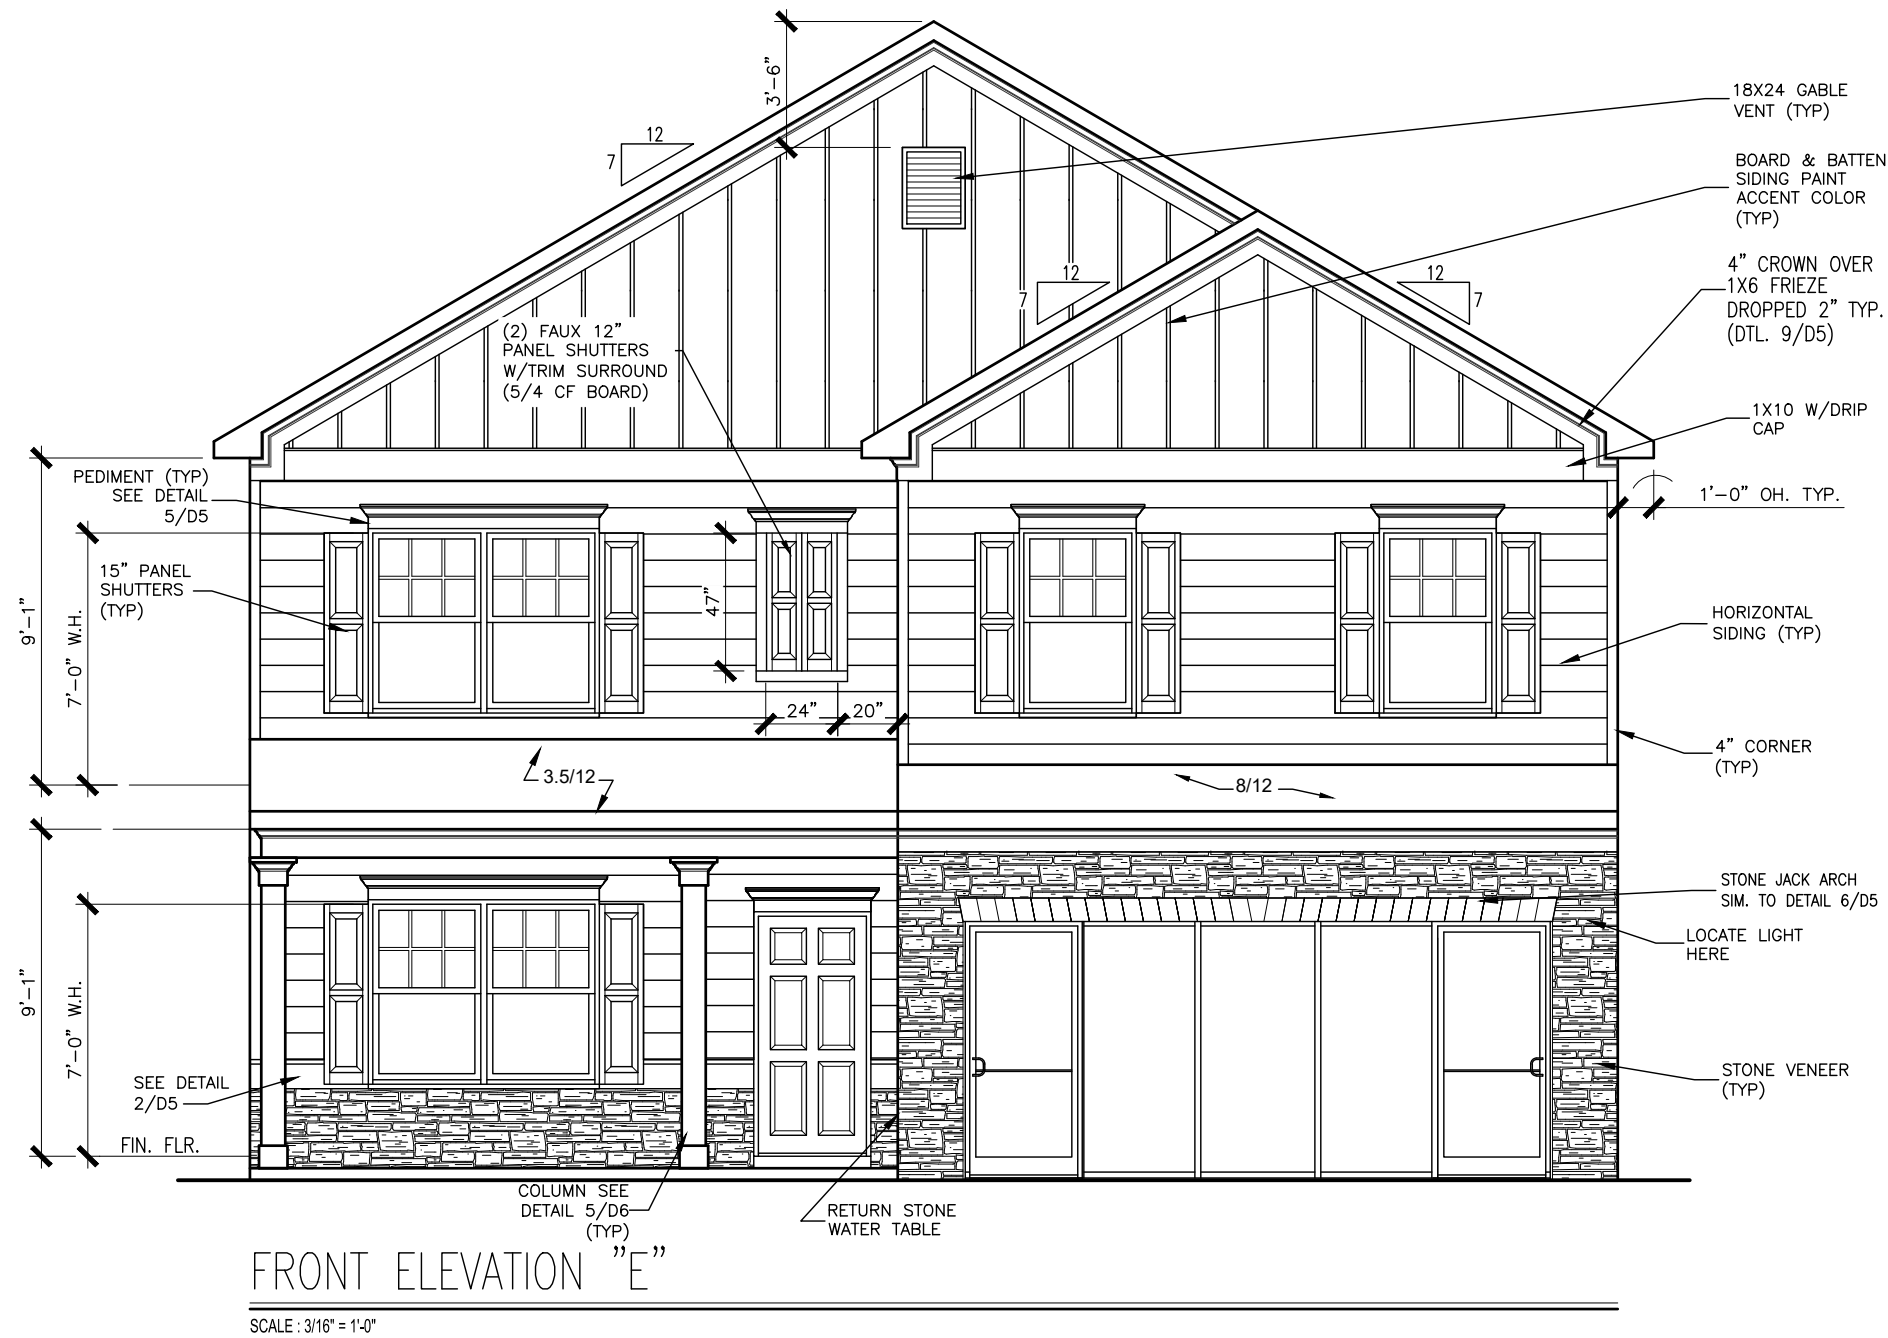 3'-6"
12
7
18X24 GABLE
VENT (TYP)
BOARD & BATTEN
SIDING PAINT
ACCENT COLOR
(TYP)
12
7
12
7
4" CROWN OVER
1X6 FRIEZE
DROPPED 2" TYP.
(DTL. 9/D5)
(2) FAUX 12"
PANEL SHUTTERS
W/TRIM SURROUND
(5/4 CF BOARD)
1X10 W/DRIP
CAP
PEDIMENT (TYP)
SEE DETAIL
5/D5
1'-0" OH. TYP.
15" PANEL
SHUTTERS
(TYP)
9'-1"
7'-0" W.H.
47"
HORIZONTAL
SIDING (TYP)
24"
20"
4" CORNER
(TYP)
3.5/12
8/12
STONE JACK ARCH
SIM. TO DETAIL 6/D5
LOCATE LIGHT
HERE
9'-1"
7'-0" W.H.
SEE DETAIL
2/D5
STONE VENEER
(TYP)
FIN. FLR.
COLUMN SEE
DETAIL 5/D6
(TYP)
RETURN STONE
WATER TABLE
FRONT ELEVATION "E"
SCALE : 3/16" = 1'-0"